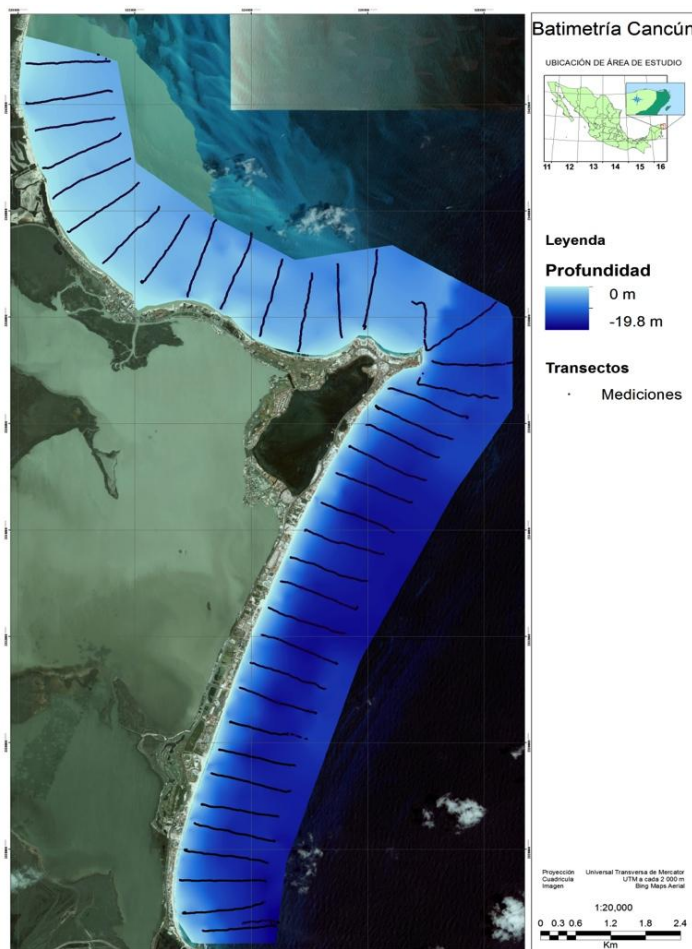 Batimetría Cancún
UBICACIÓN DE ÁREA DE ESTUDIO
11 12 13 14 15 16
Leyenda
Profundidad
0 m
-19.8 m
Transectos
Mediciones
Proyección Universal Transversa de Mercator
Cuadrícula UTM a cada 2 000 m
Imagen Bing Maps Aerial
1:20,000
0 0.3 0.6 1.2 1.8 2.4
Km